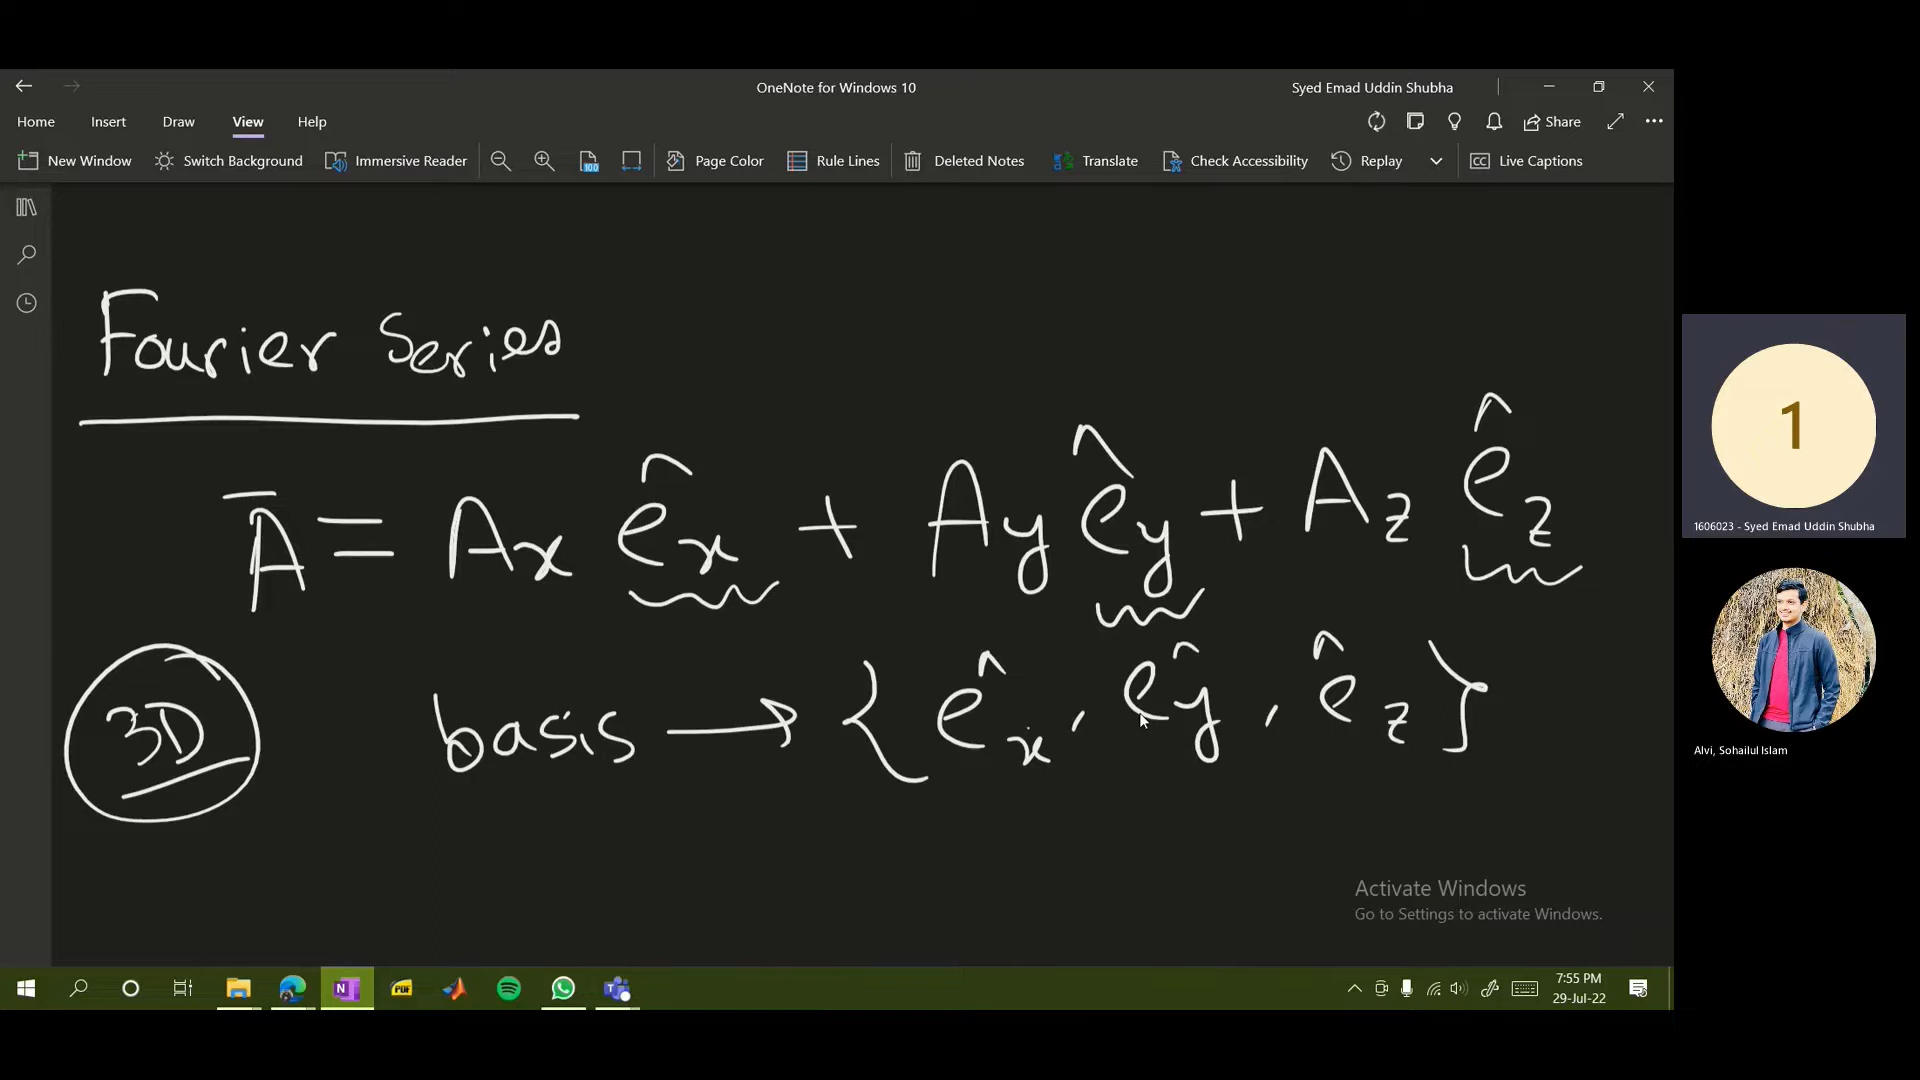 OneNote for Windows 10
Syed Emad Uddin Shubha
Home Insert Draw View Help
Share
New Window Switch Background Immersive Reader 100 Page Color Rule Lines Deleted Notes Translate Check Accessibility Replay CC Live Captions
Fourier Series
A̅ = Ax êx + Ay êy + Az êz
3D
basis → { êx, êy, êz }
1
1606023 - Syed Emad Uddin Shubha
Alvi, Sohailul Islam
Activate Windows
Go to Settings to activate Windows.
PDF
7:55 PM
29-Jul-22